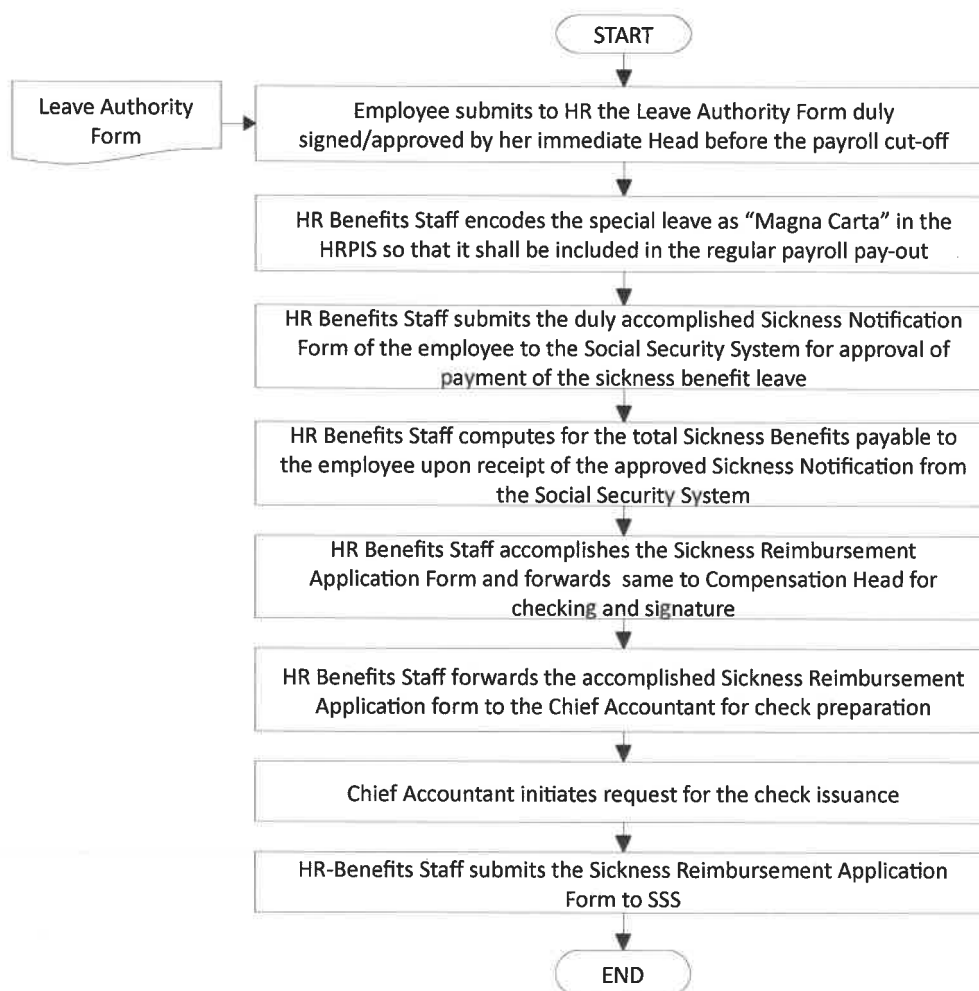 START
Leave Authority
Form
Employee submits to HR the Leave Authority Form duly
signed/approved by her immediate Head before the payroll cut-off
HR Benefits Staff encodes the special leave as “Magna Carta” in the
HRPIS so that it shall be included in the regular payroll pay-out
HR Benefits Staff submits the duly accomplished Sickness Notification
Form of the employee to the Social Security System for approval of
payment of the sickness benefit leave
HR Benefits Staff computes for the total Sickness Benefits payable to
the employee upon receipt of the approved Sickness Notification from
the Social Security System
HR Benefits Staff accomplishes the Sickness Reimbursement
Application Form and forwards same to Compensation Head for
checking and signature
HR Benefits Staff forwards the accomplished Sickness Reimbursement
Application form to the Chief Accountant for check preparation
Chief Accountant initiates request for the check issuance
HR-Benefits Staff submits the Sickness Reimbursement Application
Form to SSS
END